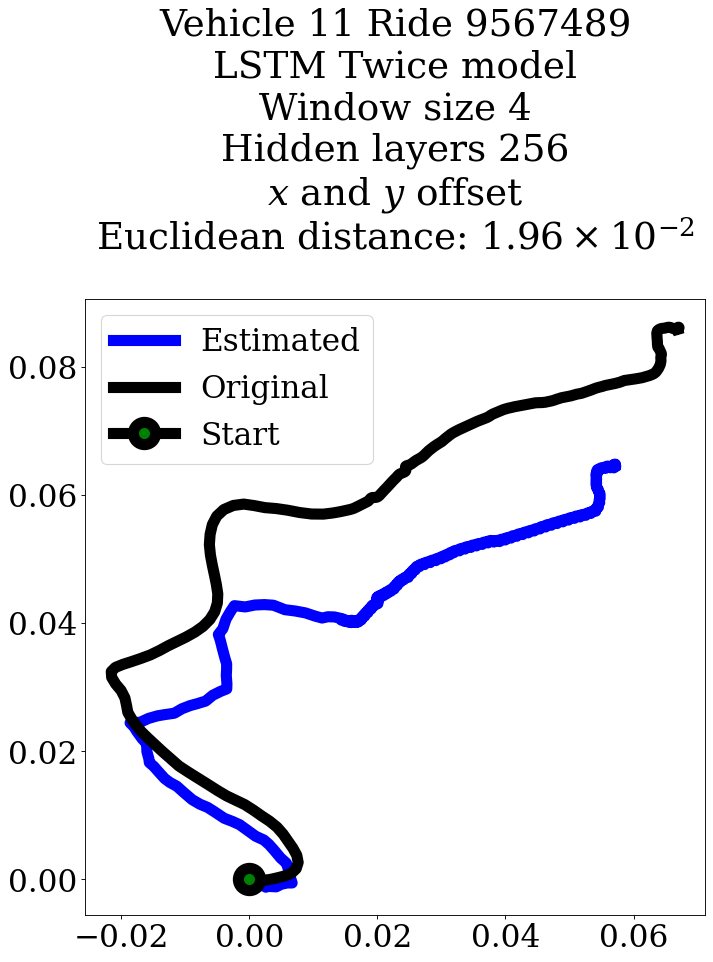 Vehicle 11 Ride 9567489
LSTM Twice model
Window size 4
Hidden layers 256
x and y offset
Euclidean distance: 1.96 × 10⁻²
Estimated
Original
Start
0.08
0.06
0.04
0.02
0.00
−0.02 0.00 0.02 0.04 0.06